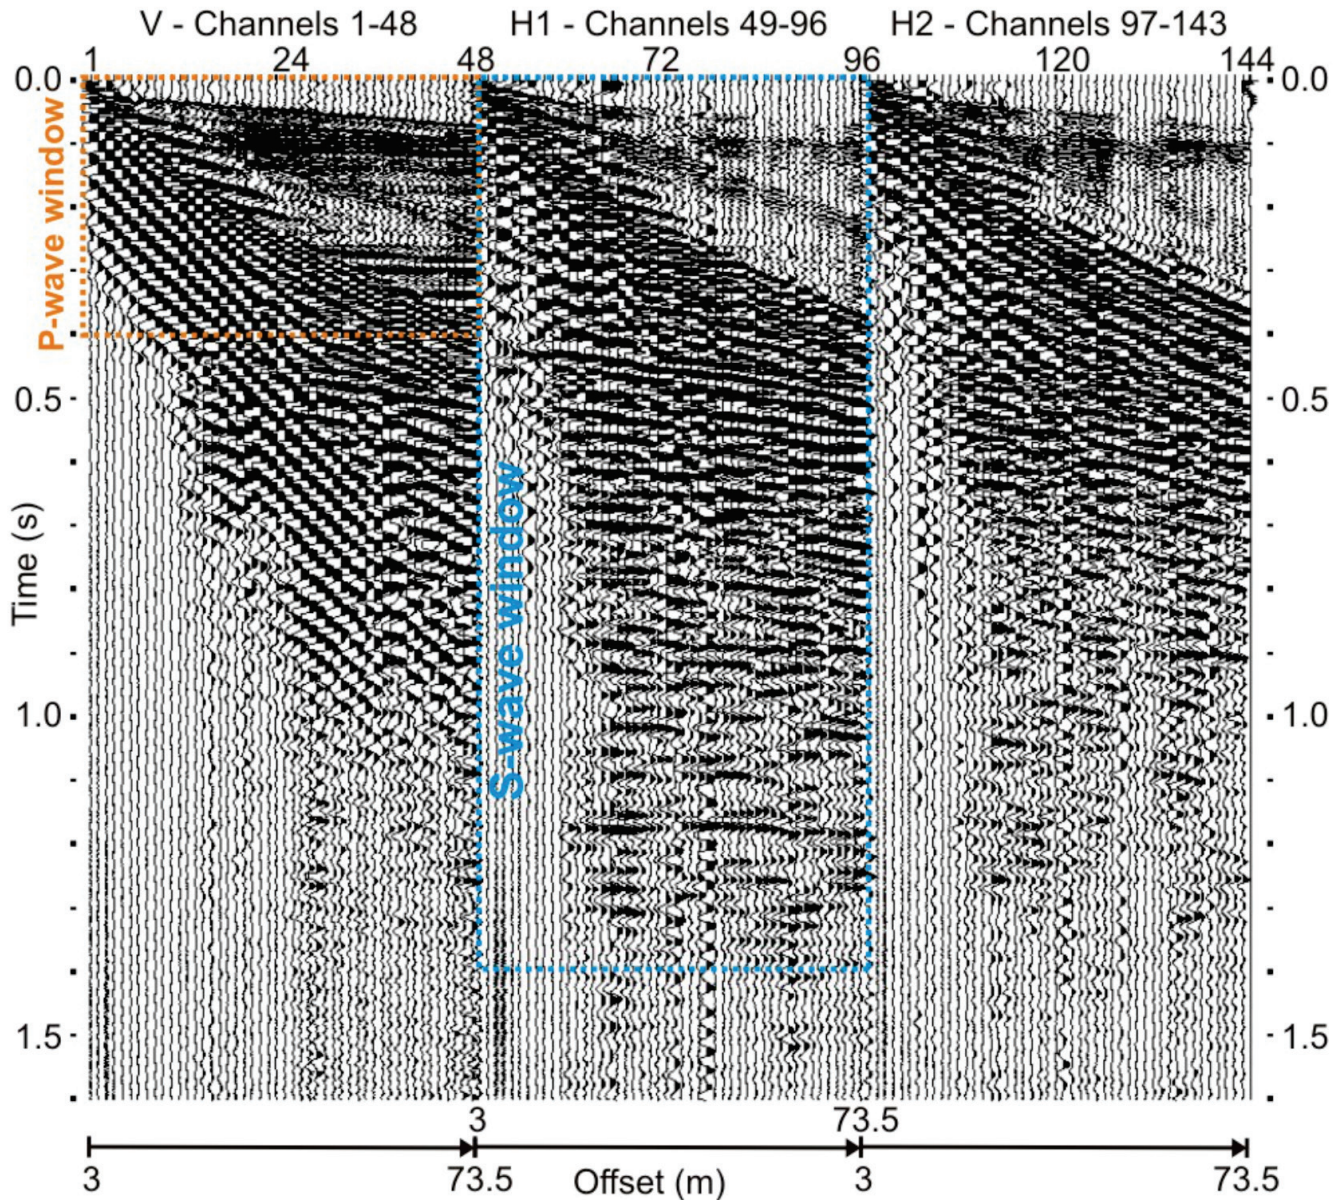 V - Channels 1-48 H1 - Channels 49-96 H2 - Channels 97-143
1 24 48 72 96 120 144
0.0 0.0
P-wave window
0.5 0.5
S-wave window
Time (s)
1.0 1.0
1.5 1.5
3 73.5
3 73.5 Offset (m) 3 73.5